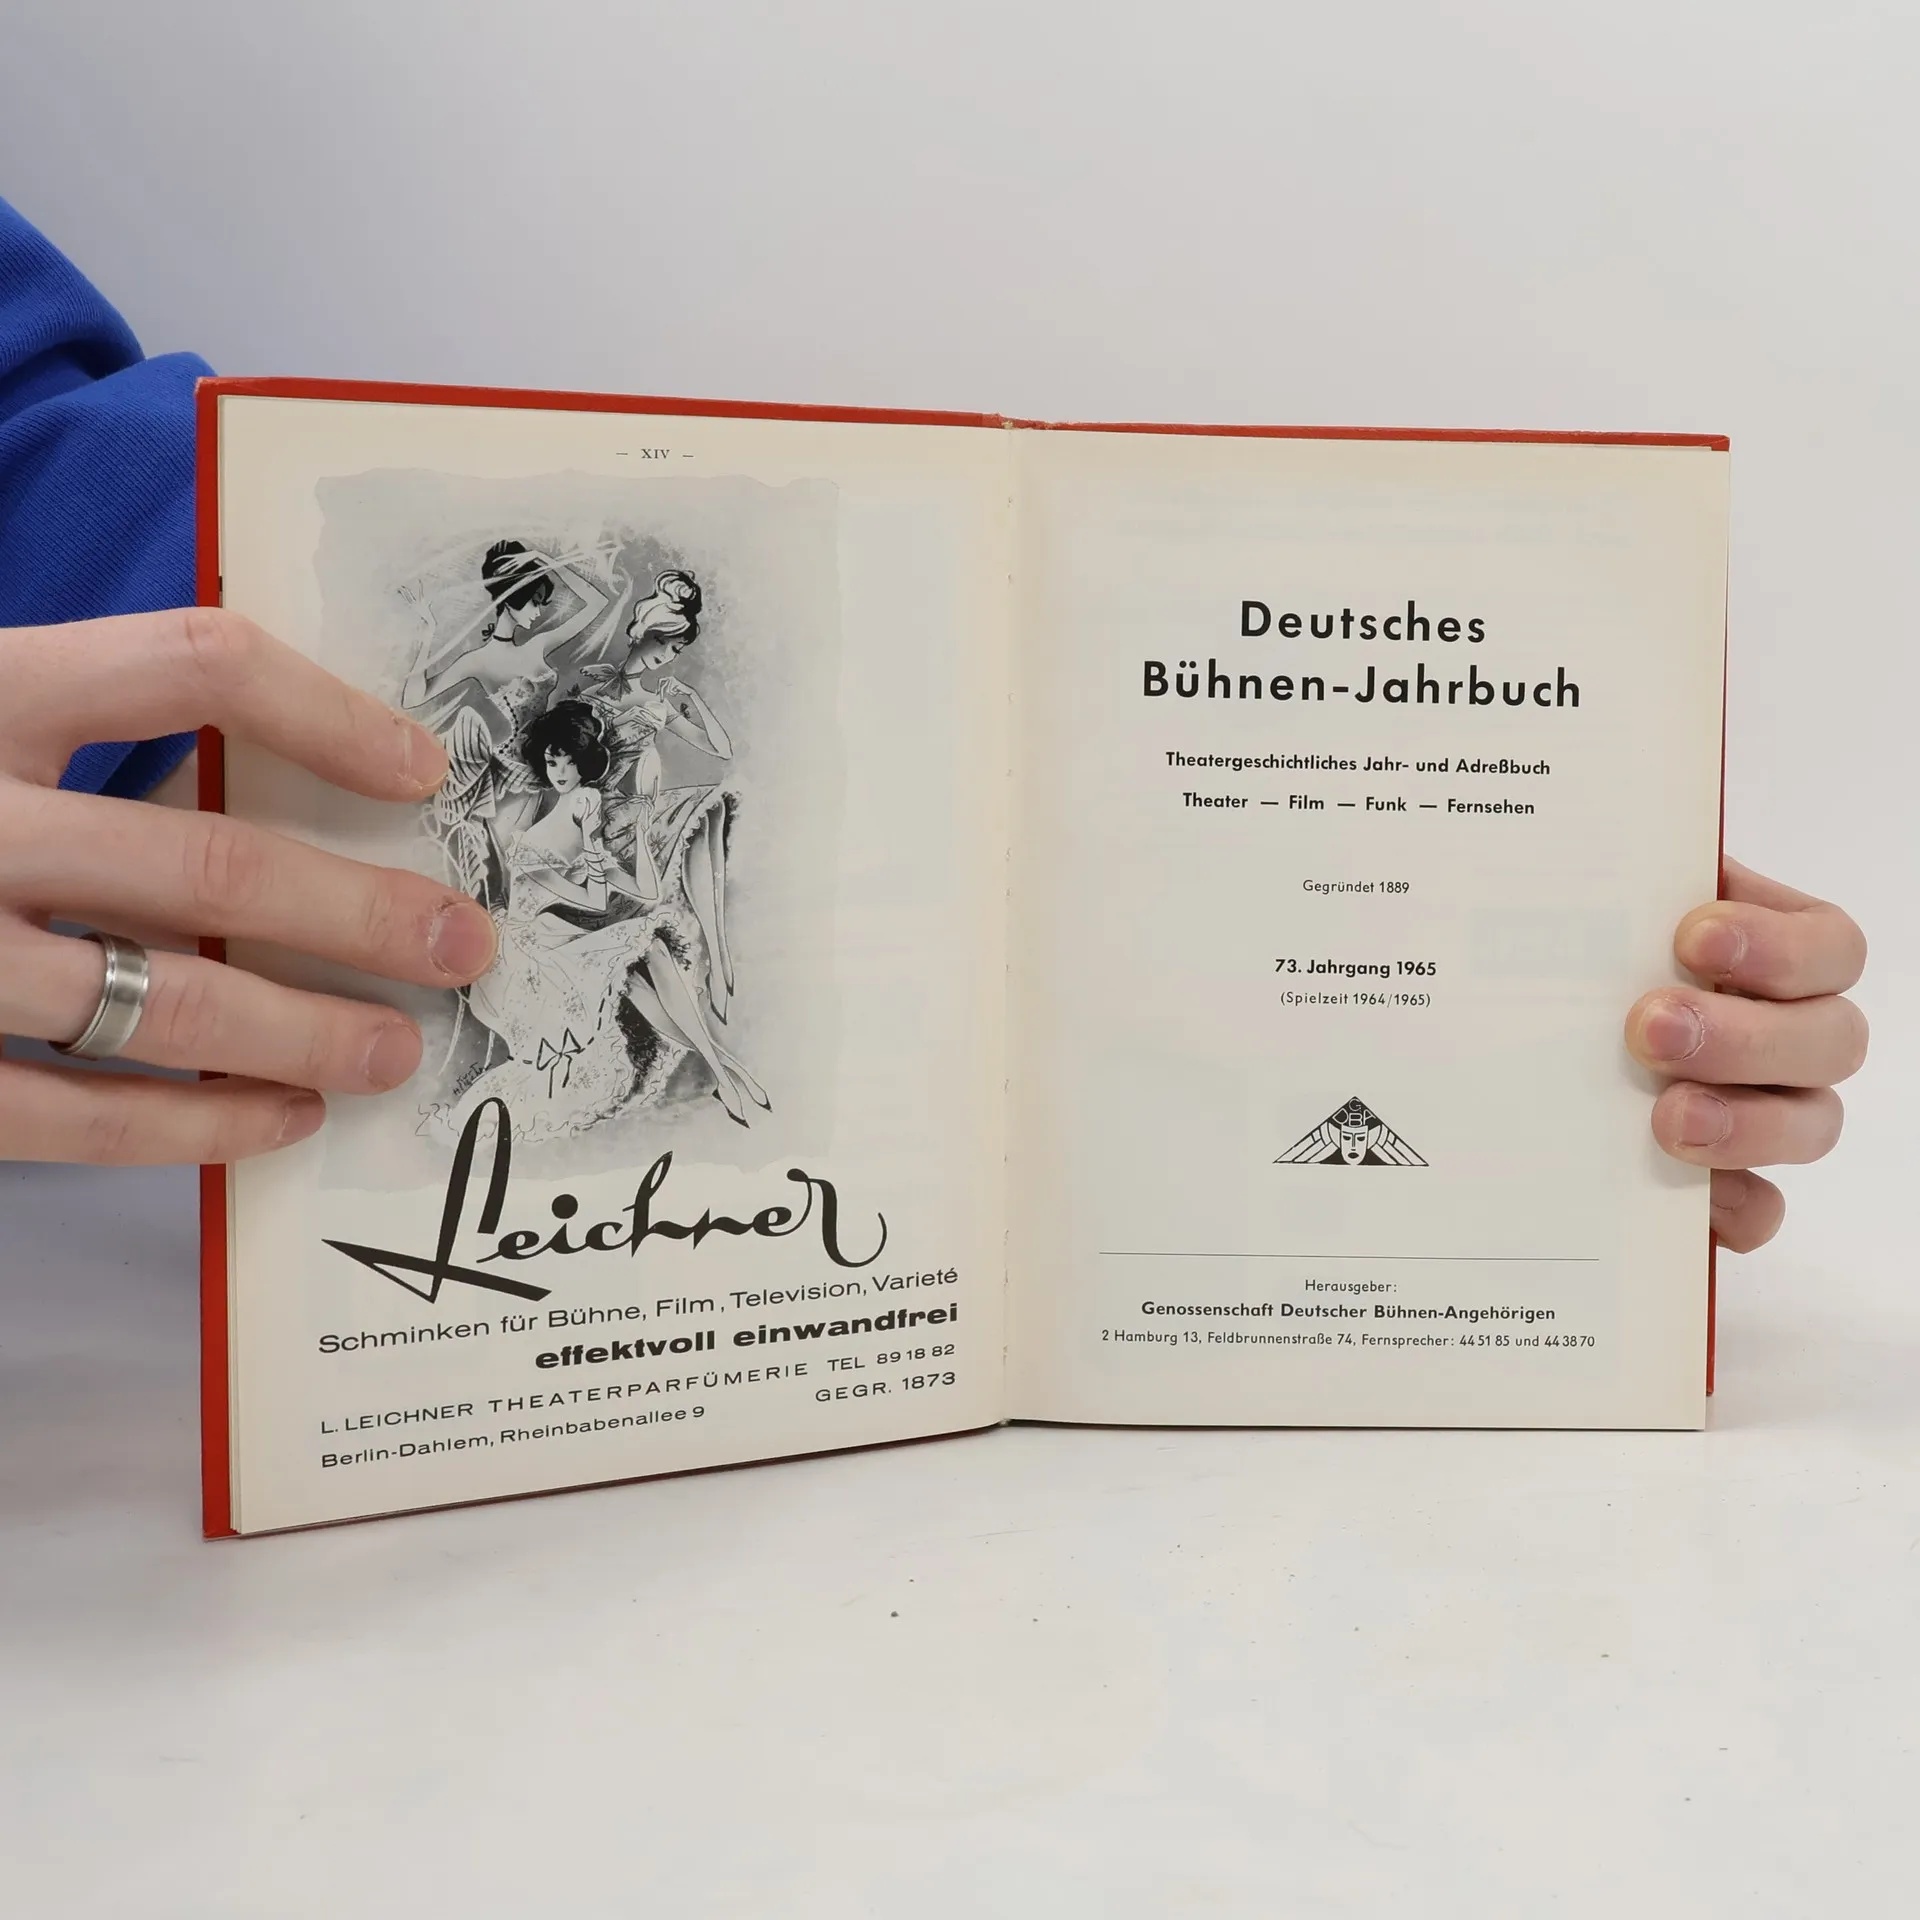 — XIV —
Leichner
Schminken für Bühne, Film, Television, Varieté
effektvoll einwandfrei
L. LEICHNER THEATERPARFÜMERIE TEL 89 18 82
Berlin-Dahlem, Rheinbabenallee 9 GEGR. 1873
Deutsches
Bühnen-Jahrbuch
Theatergeschichtliches Jahr- und Adreßbuch
Theater — Film — Funk — Fernsehen
Gegründet 1889
73. Jahrgang 1965
(Spielzeit 1964/1965)
GDBA
Herausgeber:
Genossenschaft Deutscher Bühnen-Angehörigen
2 Hamburg 13, Feldbrunnenstraße 74, Fernsprecher: 44 51 85 und 44 38 70